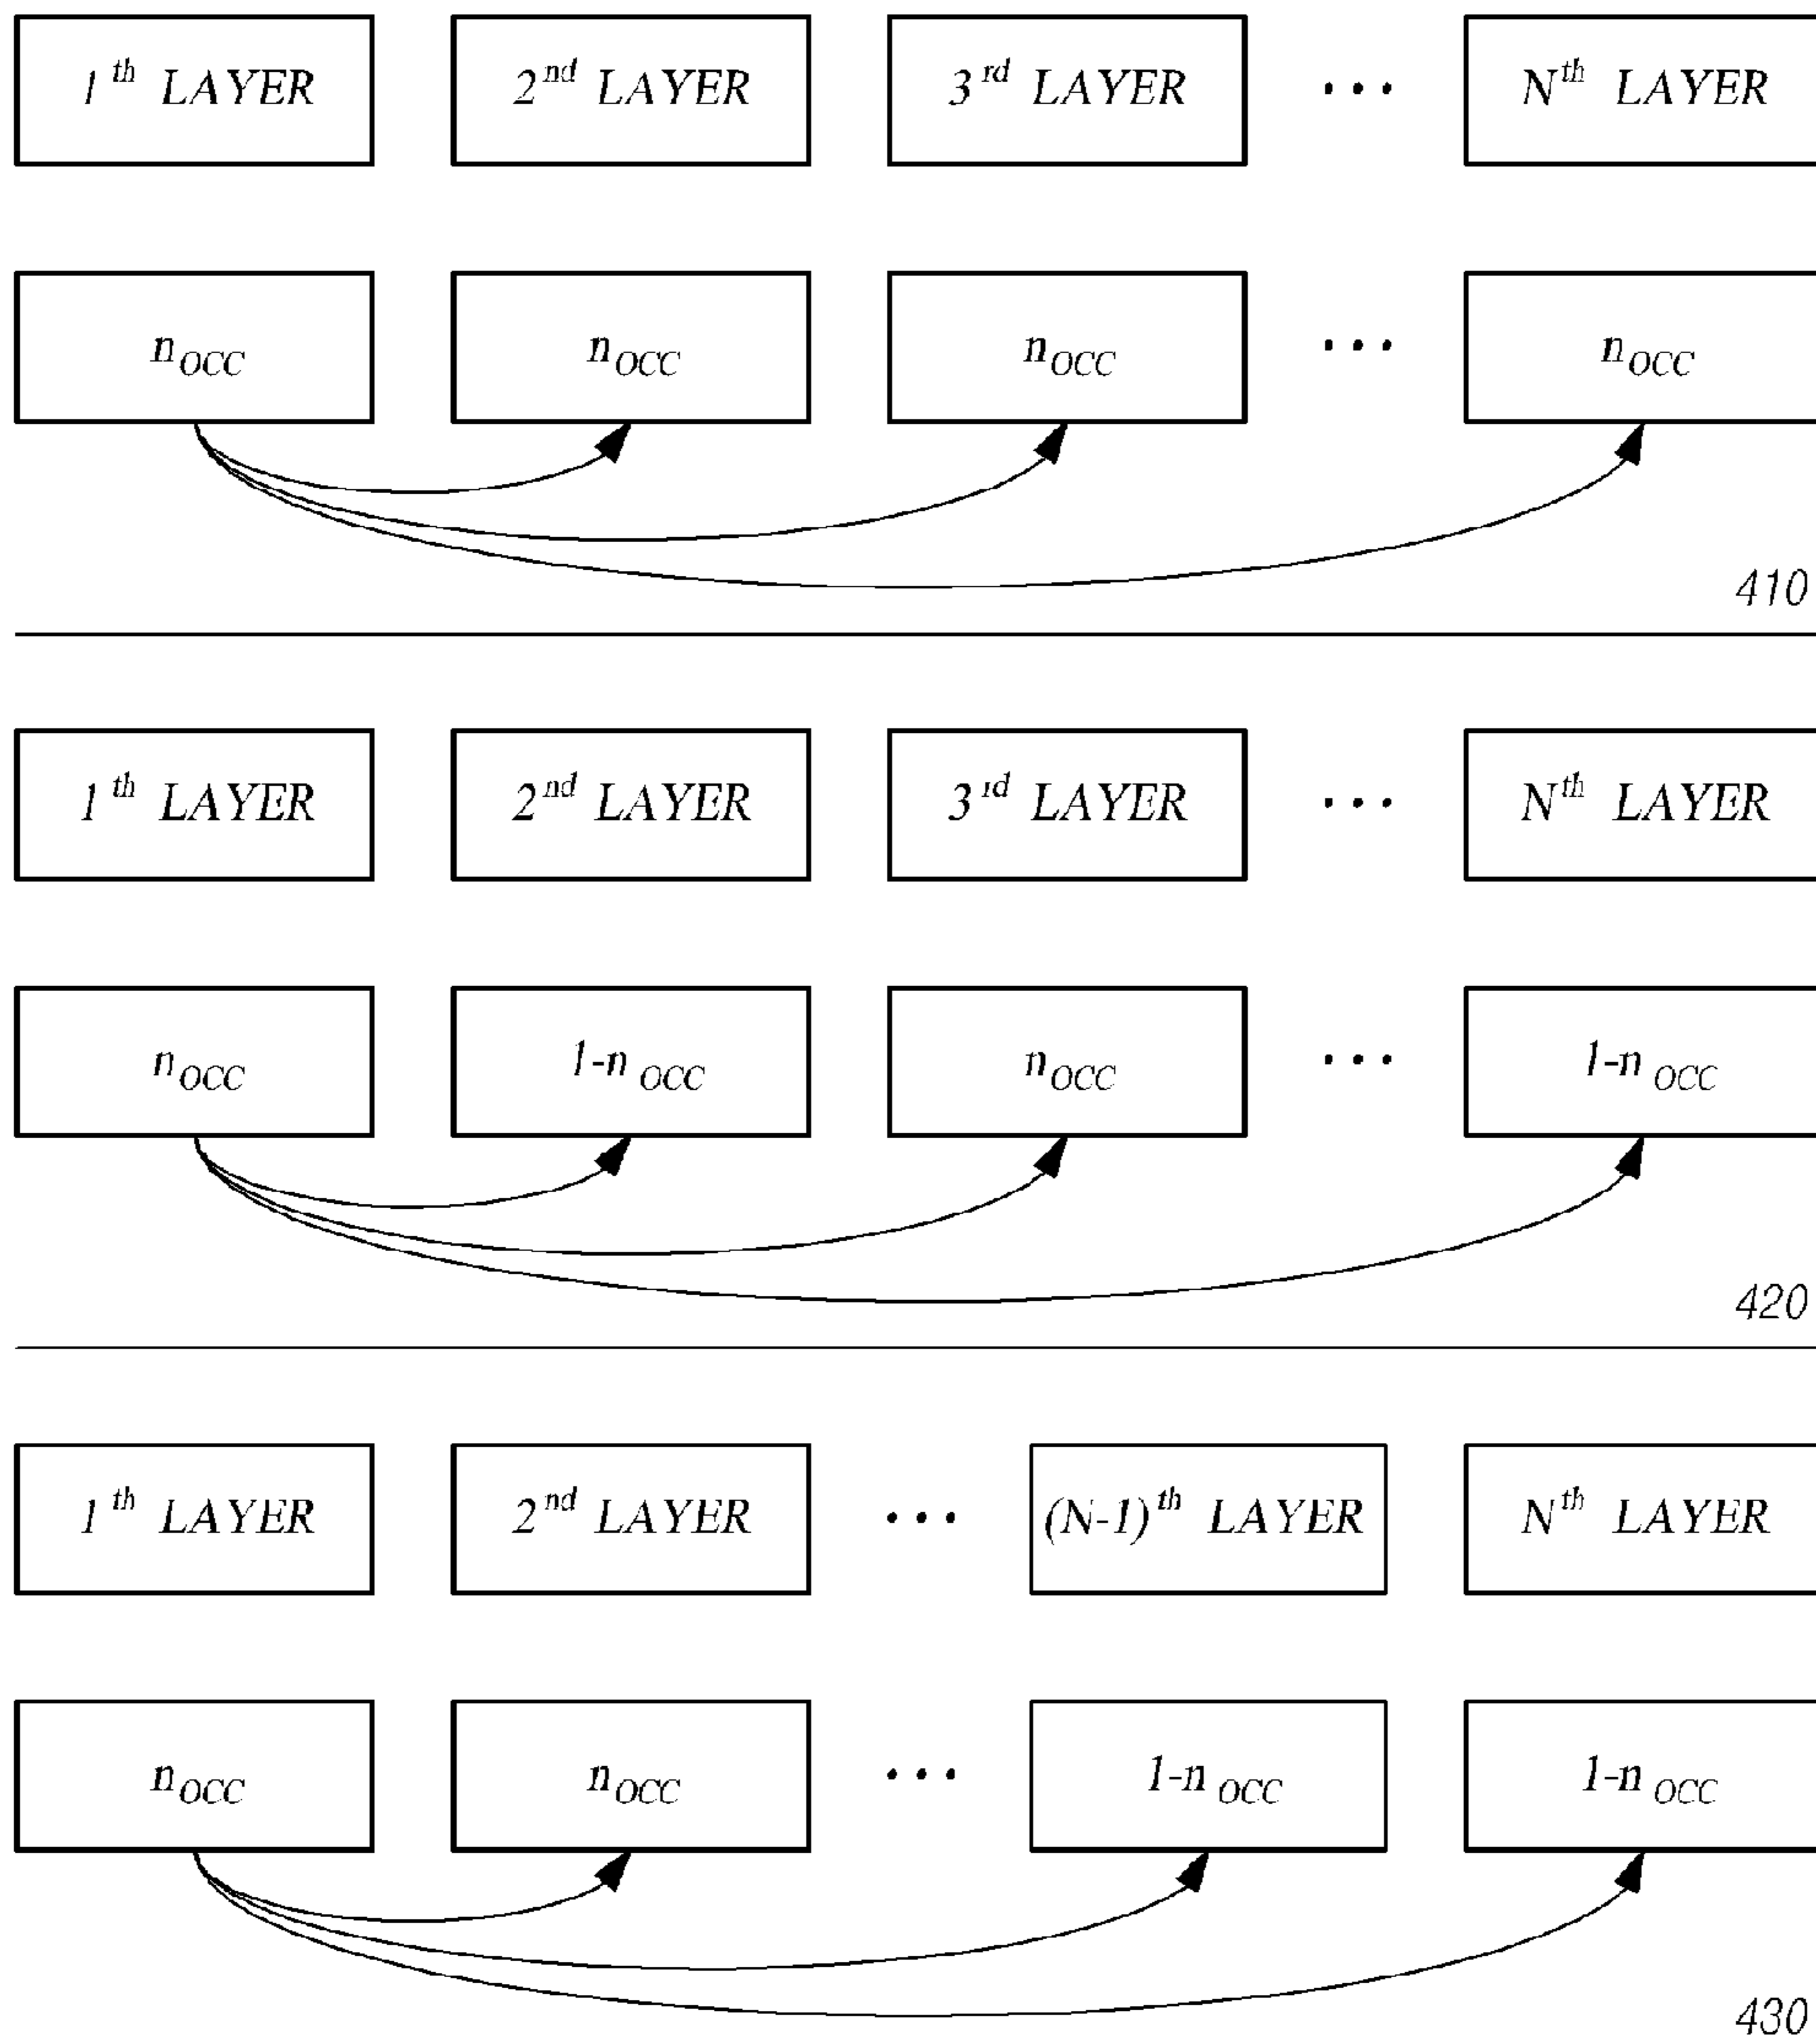 1th LAYER 2nd LAYER 3rd LAYER ... Nth LAYER
nOCC nOCC nOCC ... nOCC
410
1th LAYER 2nd LAYER 3rd LAYER ... Nth LAYER
nOCC 1-nOCC nOCC ... 1-nOCC
420
1th LAYER 2nd LAYER ... (N-1)th LAYER Nth LAYER
nOCC nOCC ... 1-nOCC 1-nOCC
430